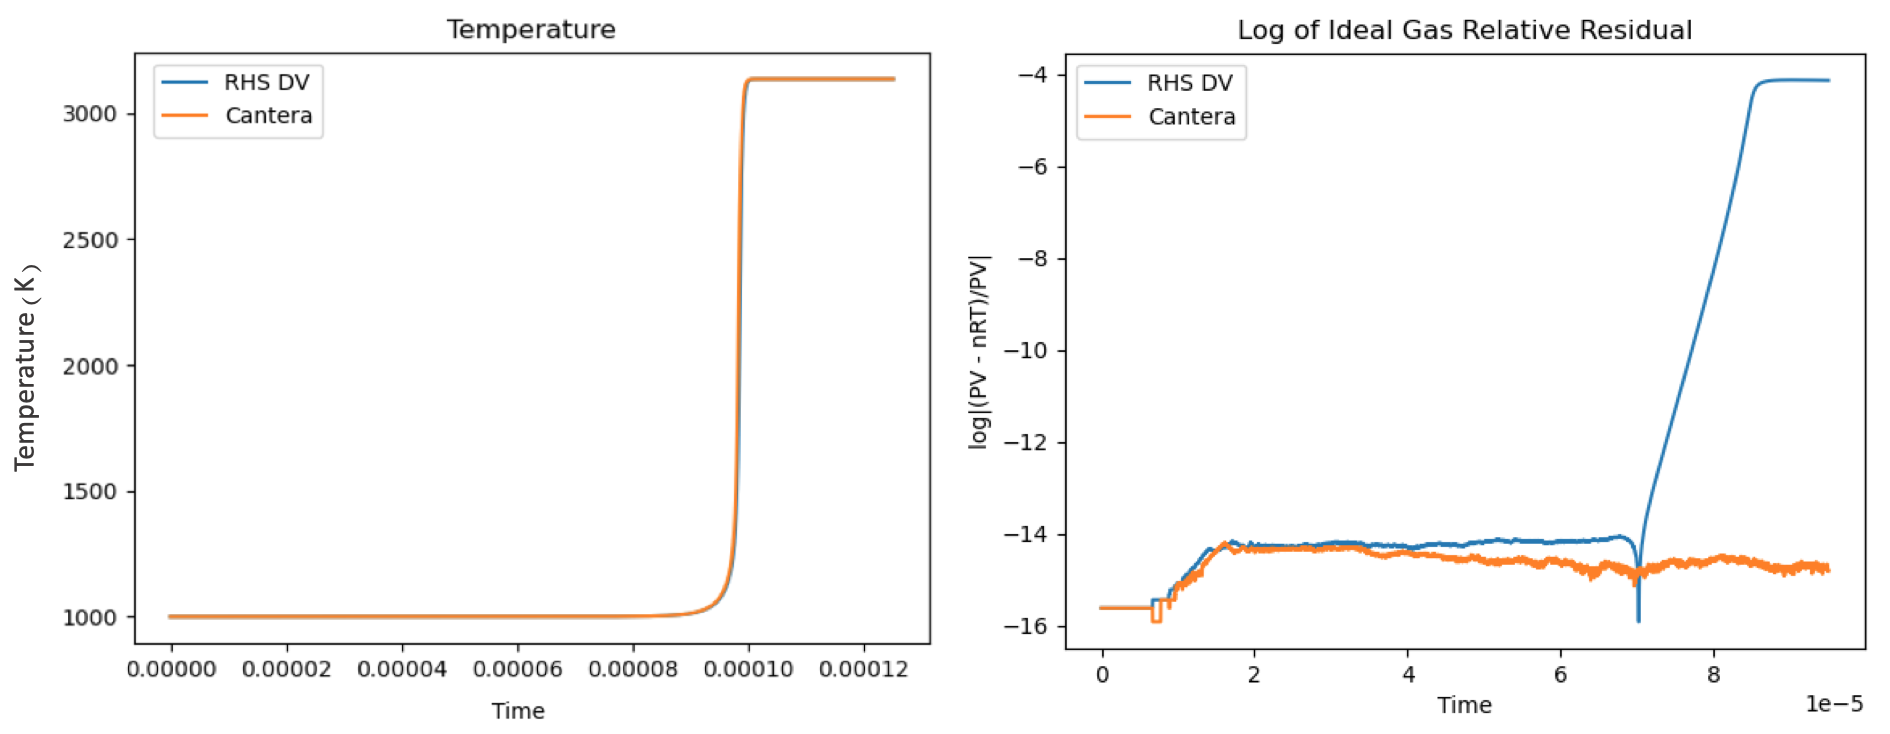 Temperature
RHS DV
Cantera
Temperature (K)
3000
2500
2000
1500
1000
0.00000 0.00002 0.00004 0.00006 0.00008 0.00010 0.00012
Time
Log of Ideal Gas Relative Residual
RHS DV
Cantera
log|(PV - nRT)/PV|
−4
−6
−8
−10
−12
−14
−16
0 2 4 6 8
1e−5
Time